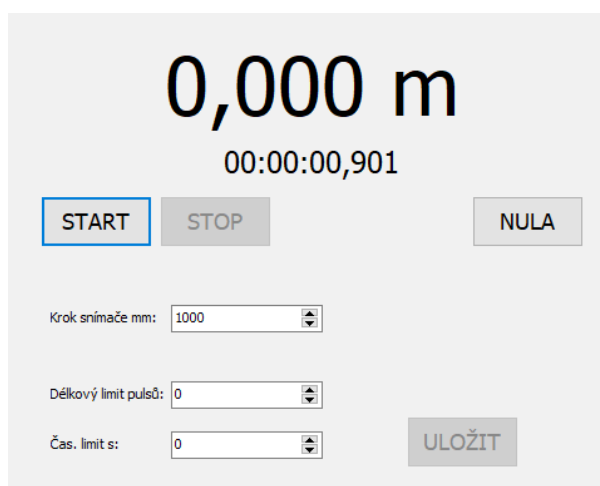 0,000 m
00:00:00,901
START STOP NULA
Krok snímače mm: 1000
Délkový limit pulsů: 0
Čas. limit s: 0
ULOŽIT